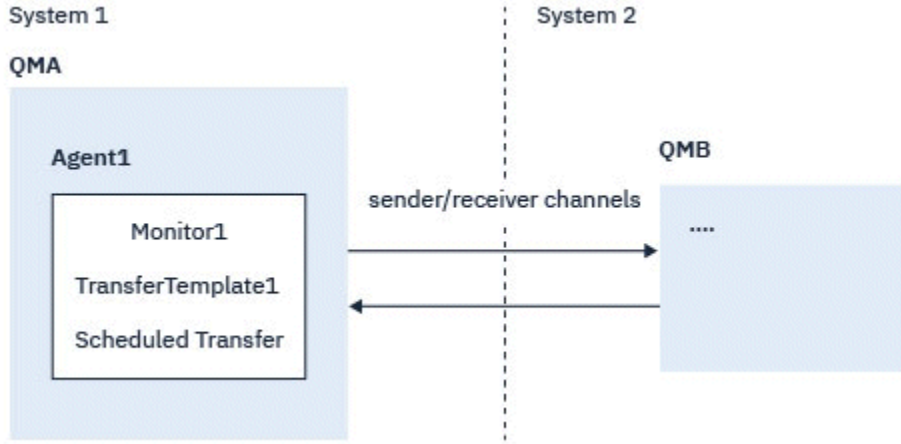 System 1
System 2
QMA
Agent1
QMB
sender/receiver channels
Monitor1
....
TransferTemplate1
Scheduled Transfer